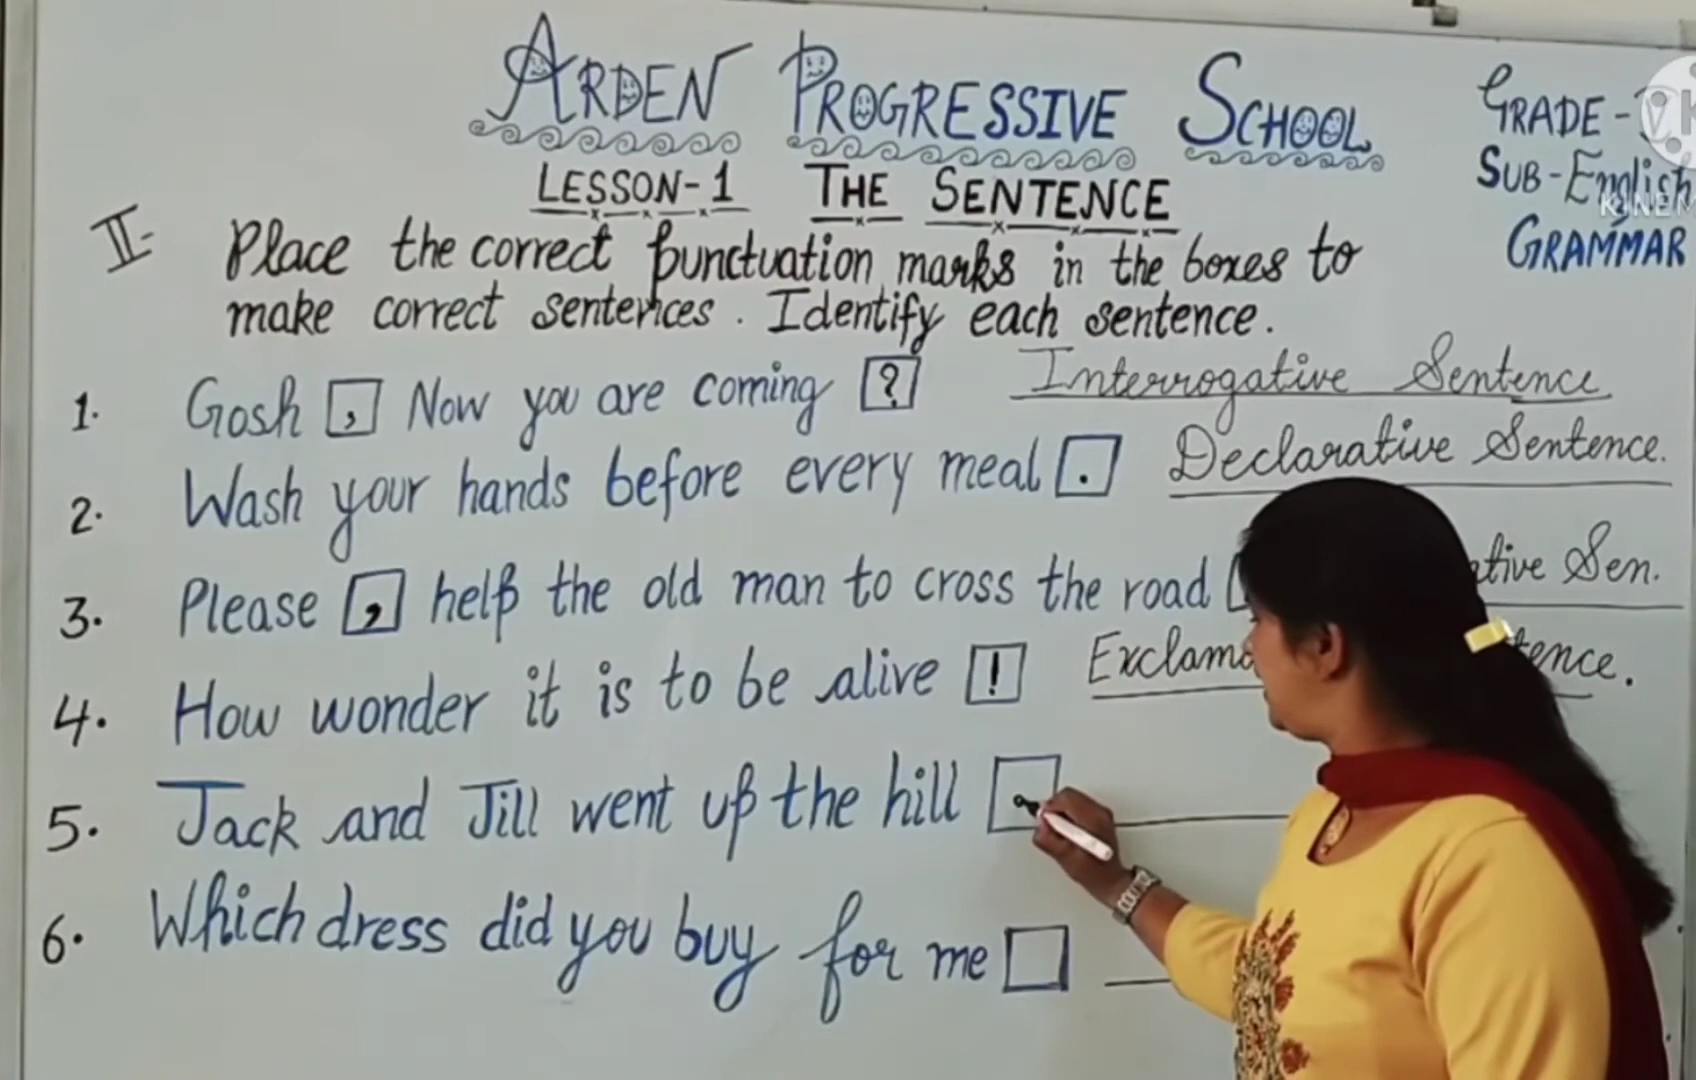 ARDEN PROGRESSIVE SCHOOL
GRADE-
SUB-English
GRAMMAR
LESSON-1 THE SENTENCE
II- Place the correct punctuation marks in the boxes to
make correct sentences. Identify each sentence.
1. Gosh , Now you are coming ? Interrogative Sentence
2. Wash your hands before every meal . Declarative Sentence.
3. Please , help the old man to cross the road Sen.
4. How wonder it is to be alive !
5. Jack and Jill went up the hill .
6. Which dress did you buy for me